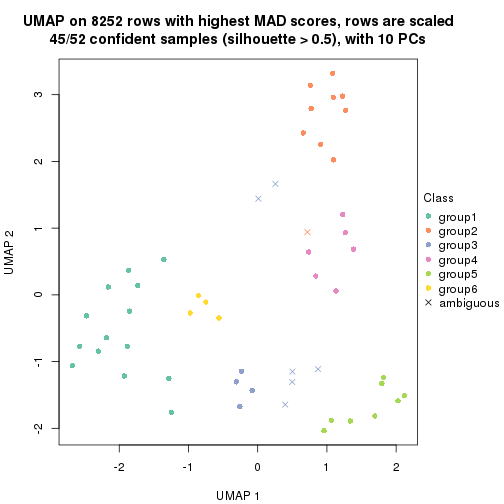 UMAP on 8252 rows with highest MAD scores, rows are scaled
45/52 confident samples (silhouette > 0.5), with 10 PCs
3
2
1
0
-1
-2
UMAP 2
-2
-1
0
1
2
UMAP 1
Class
group1
group2
group3
group4
group5
group6
ambiguous